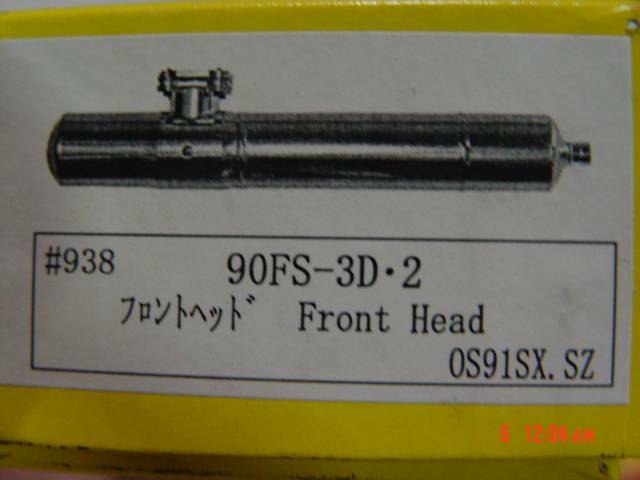 #938
90FS-3D･2
ﾌﾛﾝﾄﾍｯﾄﾞ Front Head
OS91SX.SZ